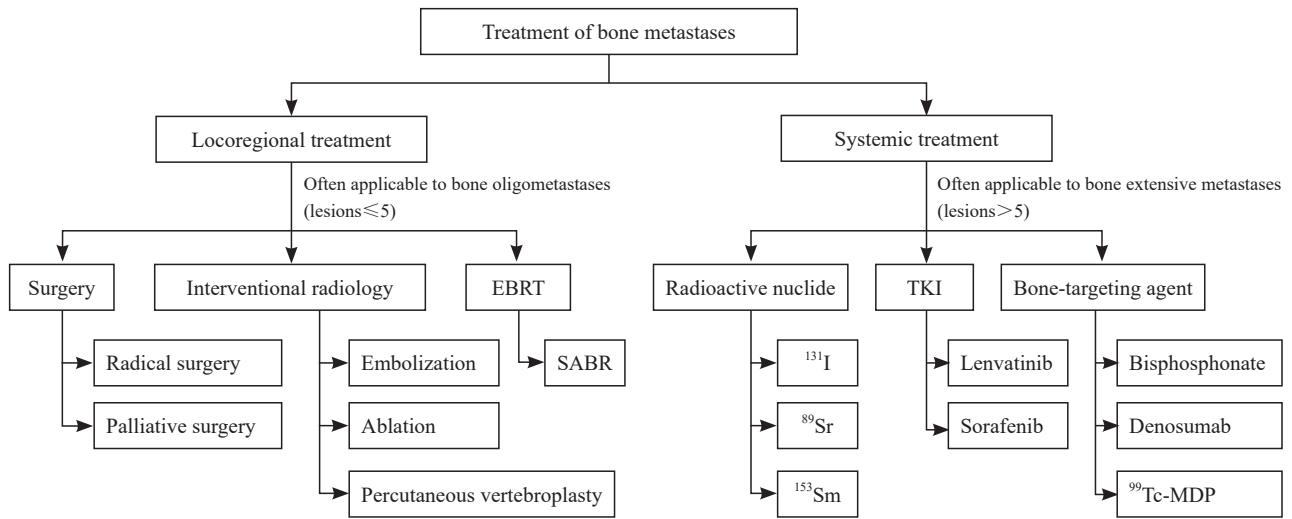 Treatment of bone metastases
Locoregional treatment
Systemic treatment
Often applicable to bone oligometastases
(lesions≤5)
Often applicable to bone extensive metastases
(lesions>5)
Surgery
Interventional radiology
EBRT
Radioactive nuclide
TKI
Bone-targeting agent
Radical surgery
Embolization
SABR
¹³¹I
Lenvatinib
Bisphosphonate
Palliative surgery
Ablation
⁸⁹Sr
Sorafenib
Denosumab
Percutaneous vertebroplasty
¹⁵³Sm
⁹⁹Tc-MDP